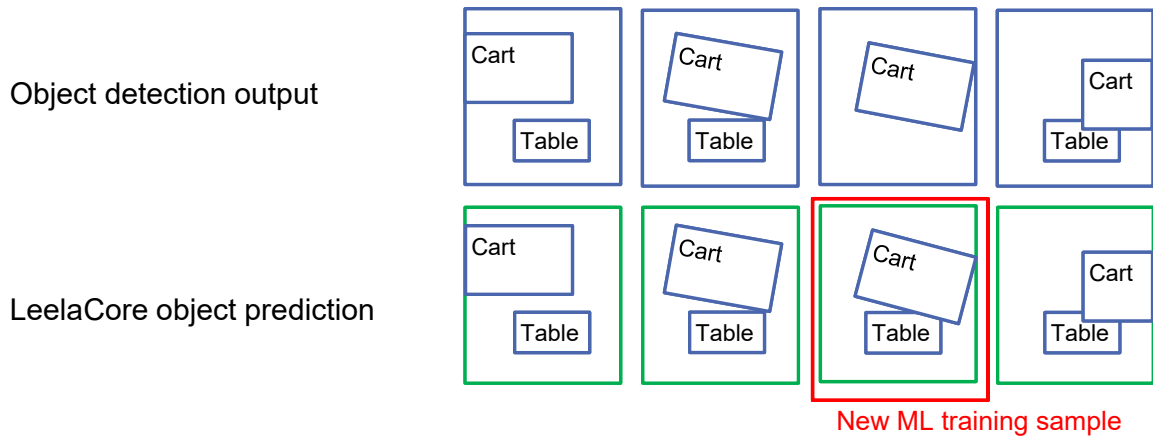 Object detection output
Cart
Table
Cart
Table
Cart
Cart
Table
LeelaCore object prediction
Cart
Table
Cart
Table
Cart
Table
Cart
Table
New ML training sample